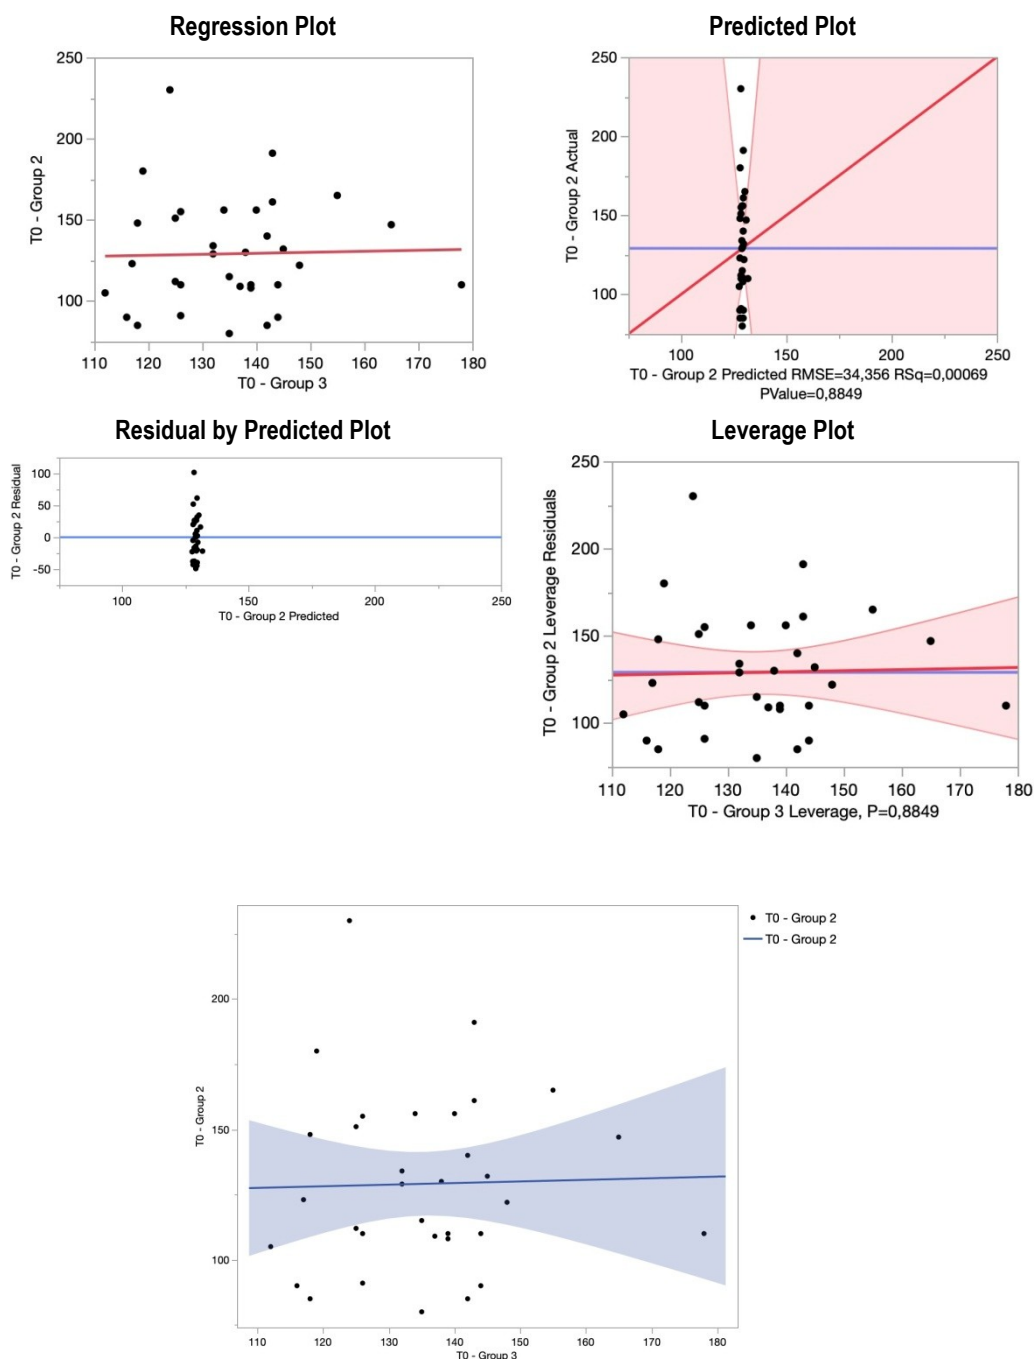 Regression Plot
250
200
150
100
T0 - Group 2
110 120 130 140 150 160 170 180
T0 - Group 3
Predicted Plot
250
200
150
100
T0 - Group 2 Actual
100 150 200 250
T0 - Group 2 Predicted RMSE=34,356 RSq=0,00069
PValue=0,8849
Residual by Predicted Plot
100
50
0
-50
T0 - Group 2 Residual
100 150 200 250
T0 - Group 2 Predicted
Leverage Plot
250
200
150
100
T0 - Group 2 Leverage Residuals
110 120 130 140 150 160 170 180
T0 - Group 3 Leverage, P=0,8849
T0 - Group 2
T0 - Group 2
200
150
100
T0 - Group 2
110 120 130 140 150 160 170 180
T0 - Group 3